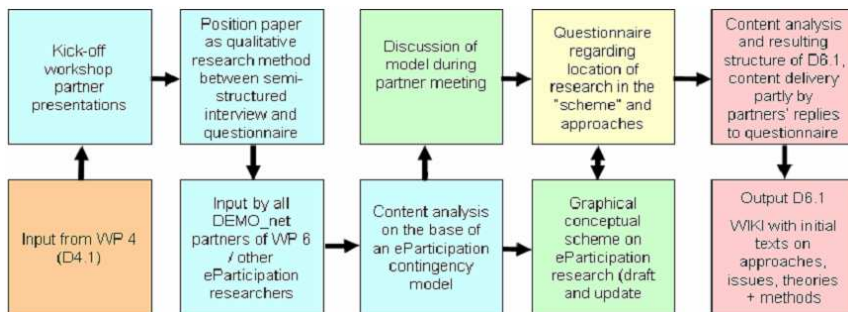 Kick-off
workshop
partner
presentations
Position paper
as qualitative
research method
between semi-
structured
interview and
questionnaire
Discussion of
model during
partner meeting
Questionnaire
regarding
location of
research in the
"scheme" and
approaches
Content analysis
and resulting
structure of D6.1,
content delivery
partly by
partners' replies
to questionnaire
Input from WP 4
(D4.1)
Input by all
DEMO_net
partners of WP 6
/ other
eParticipation
researchers
Content analysis
on the base of
an eParticipation
contingency
model
Graphical
conceptual
scheme on
eParticipation
research (draft
and update
Output D6.1
WIKI with initial
texts on
approaches,
issues, theories
+ methods